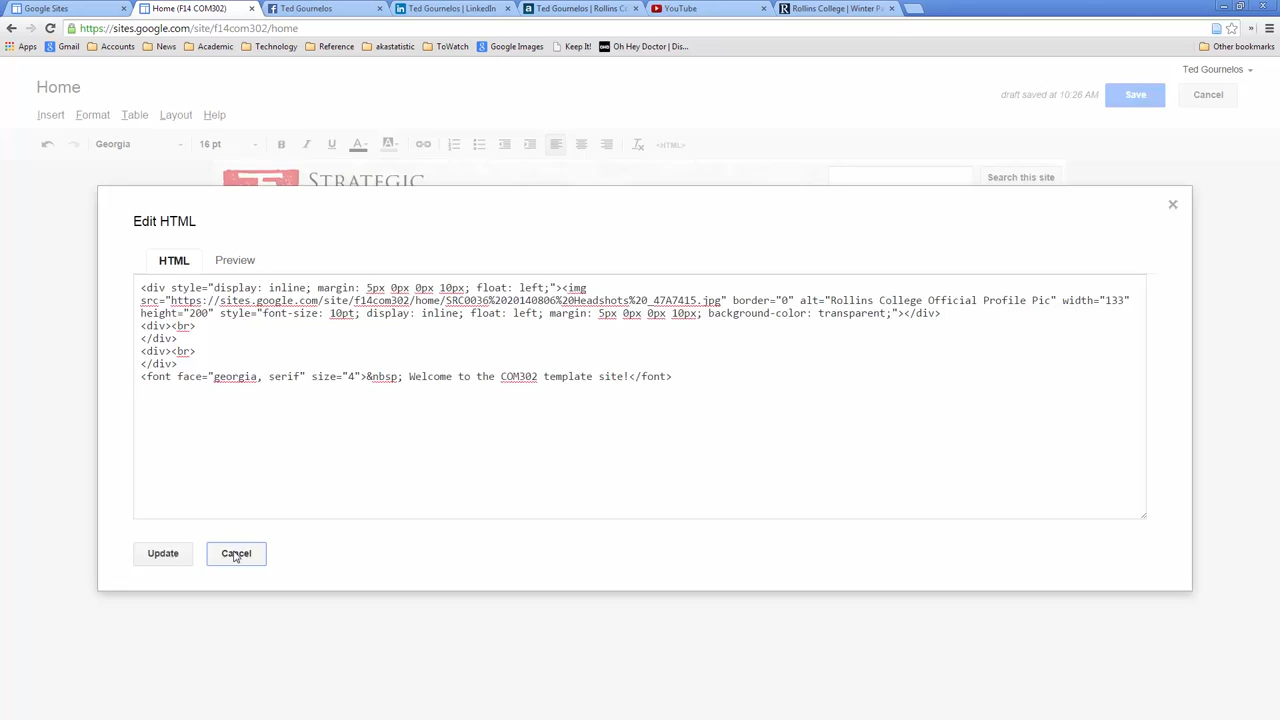 Google Sites
Home (F14 COM302)
Ted Gournelos
Ted Gournelos | LinkedIn
Ted Gournelos | Rollins Co
YouTube
Rollins College | Winter Pa
https://sites.google.com/site/f14com302/home
Apps
Gmail
Accounts
News
Academic
Technology
Reference
akastatistic
ToWatch
Google Images
Keep It!
Oh Hey Doctor | Dis...
Other bookmarks
Ted Gournelos
Home
draft saved at 10:26 AM
Save
Cancel
Insert
Format
Table
Layout
Help
Georgia
16 pt
B
I
U
A
A
<HTML>
STRATEGIC
Search this site
Edit HTML
HTML
Preview
<div style="display: inline; margin: 5px 0px 0px 10px; float: left;"><img
src="https://sites.google.com/site/f14com302/home/SRC0036%2020140806%20Headshots%20_47A7415.jpg" border="0" alt="Rollins College Official Profile Pic" width="133"
height="200" style="font-size: 10pt; display: inline; float: left; margin: 5px 0px 0px 10px; background-color: transparent;"></div>
<div><br>
</div>
<div><br>
</div>
<font face="georgia, serif" size="4">&nbsp; Welcome to the COM302 template site!</font>
Update
Cancel